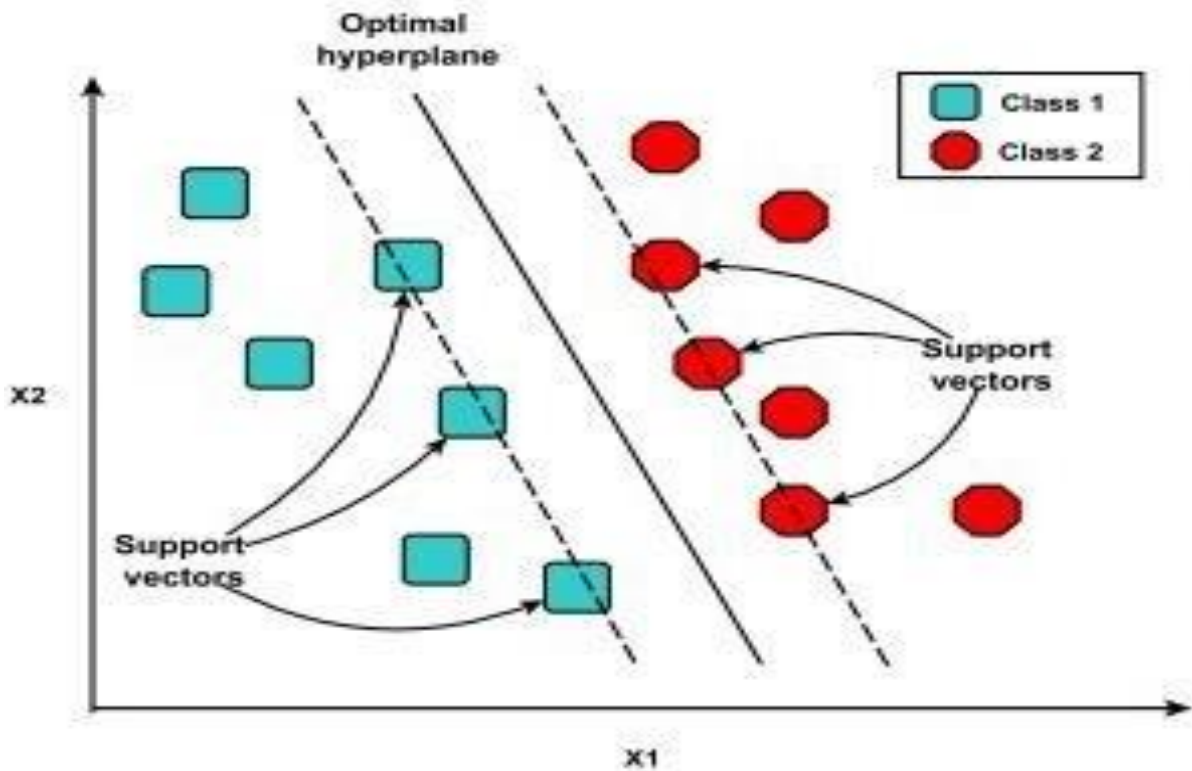 Optimal
hyperplane
Class 1
Class 2
X2
Support
vectors
Support
vectors
X1